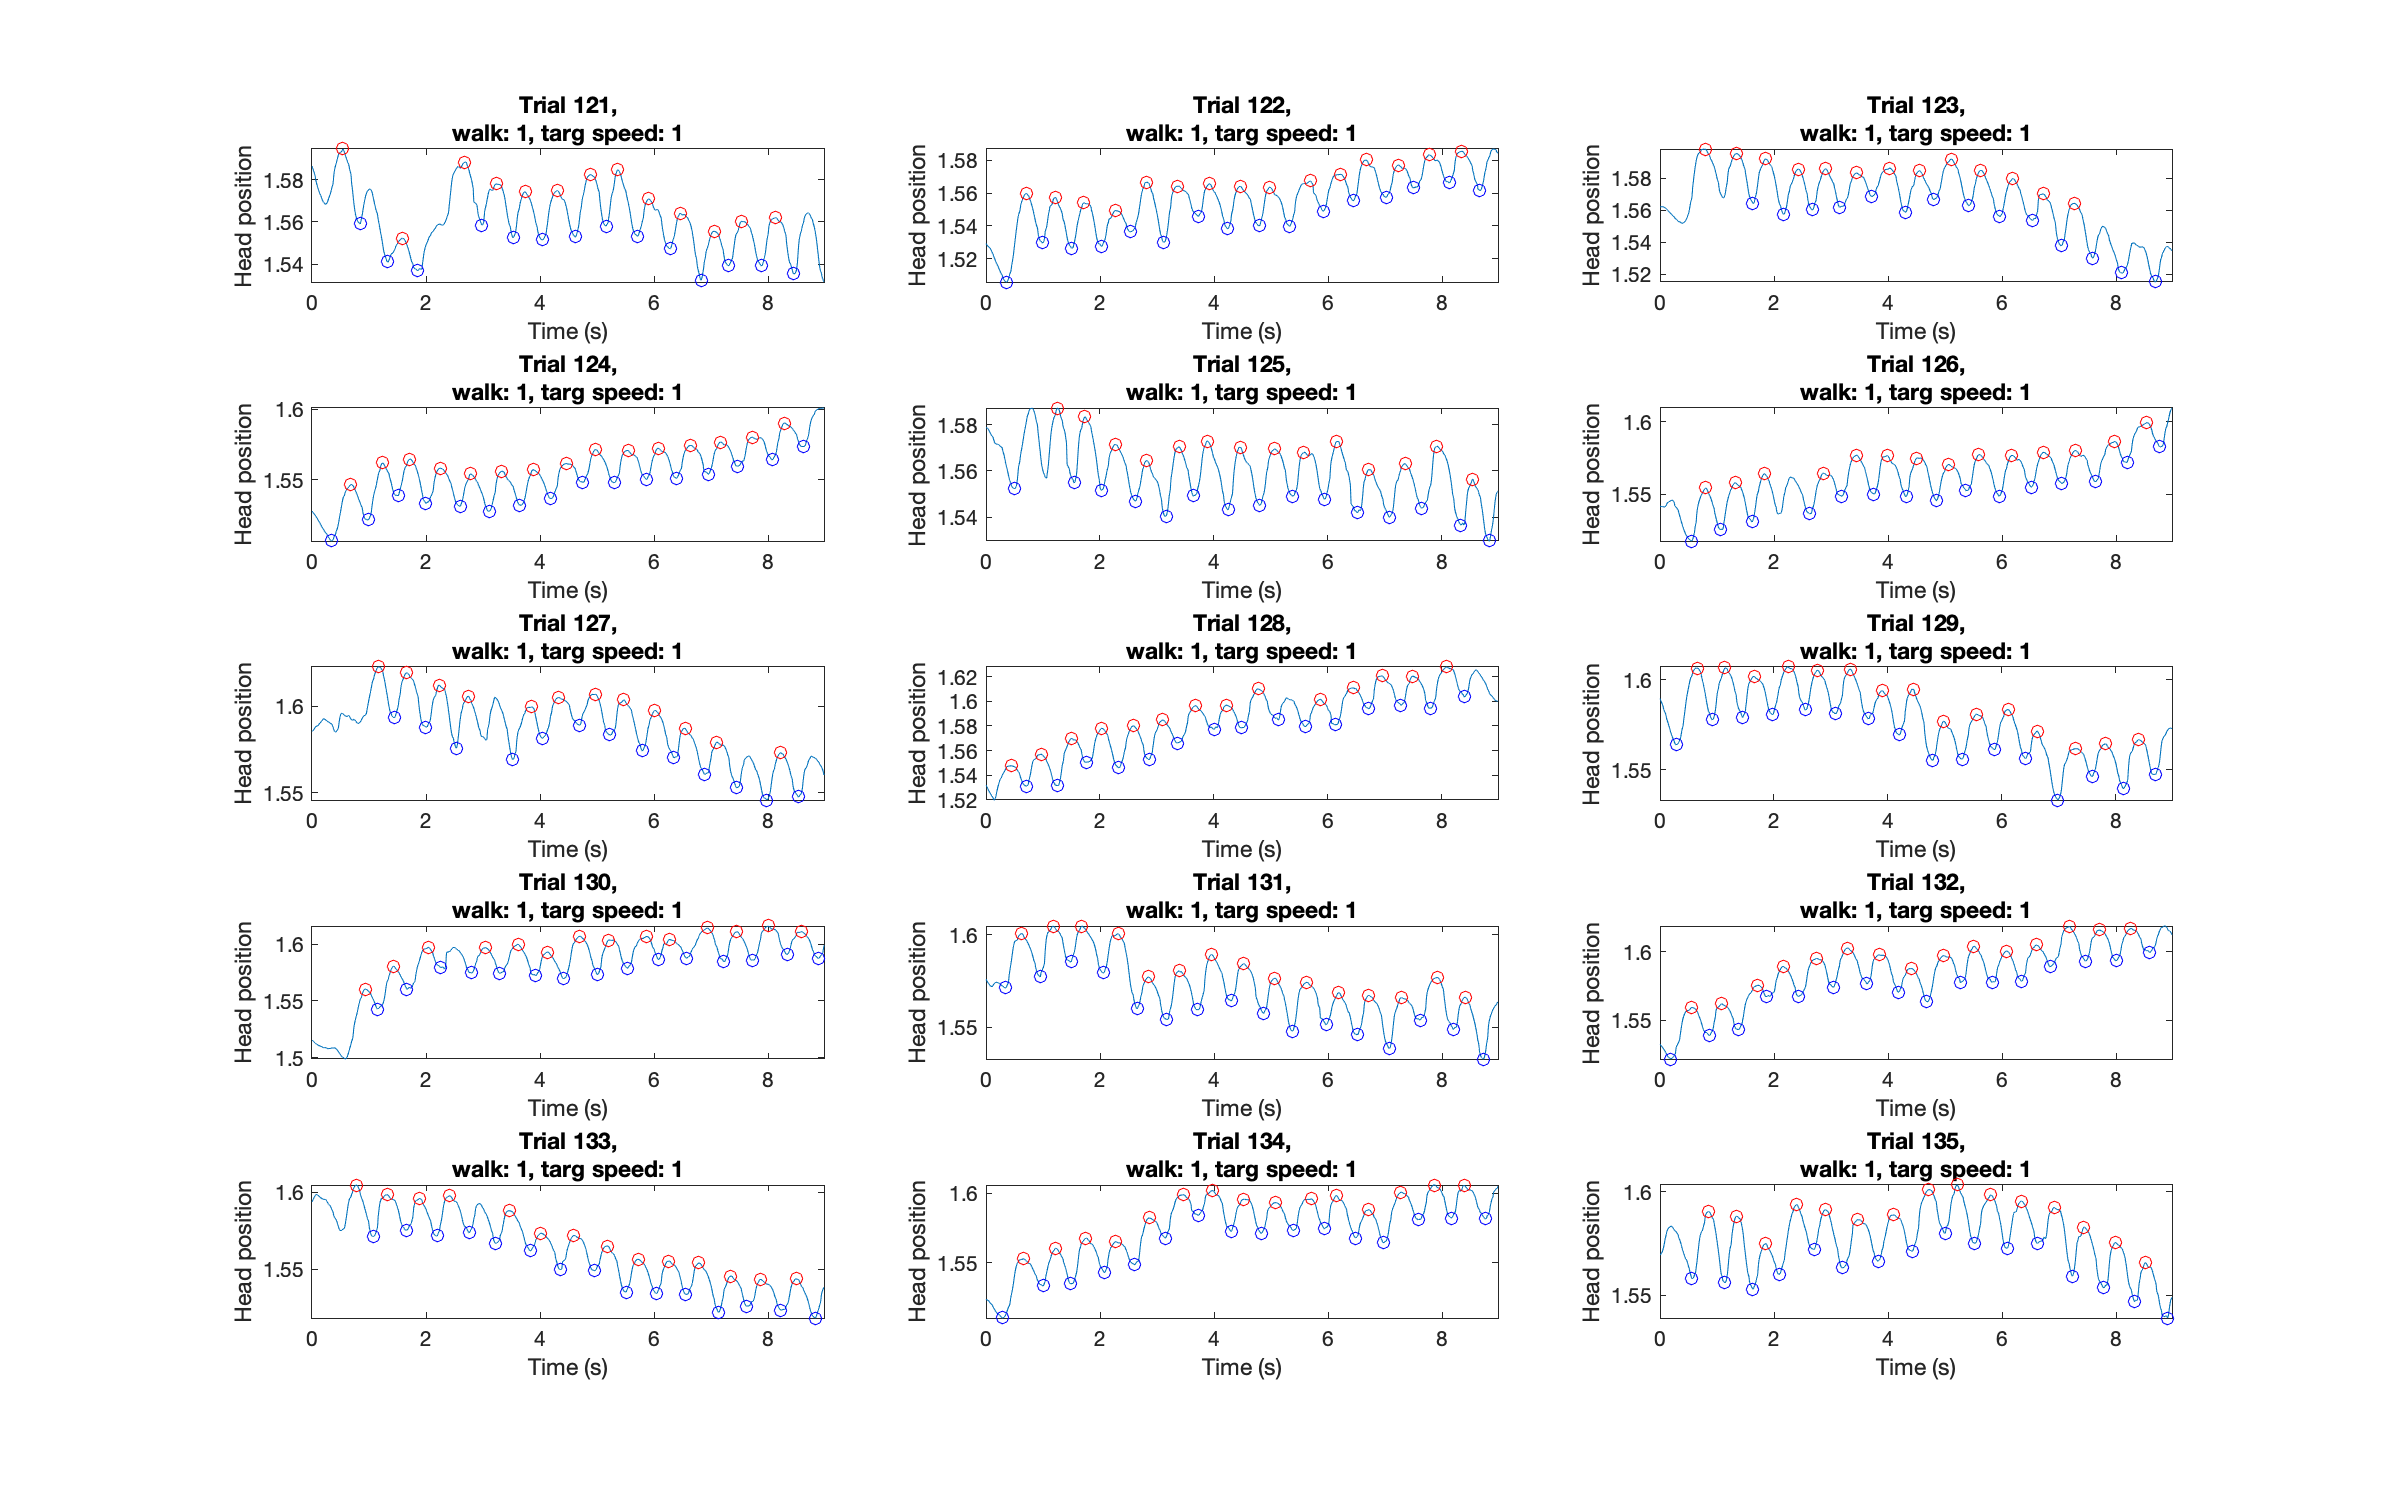 Trial 121,
walk: 1, targ speed: 1
Head position
1.58
1.56
1.54
0 2 4 6 8
Time (s)
Trial 122,
walk: 1, targ speed: 1
Head position
1.58
1.56
1.54
1.52
0 2 4 6 8
Time (s)
Trial 123,
walk: 1, targ speed: 1
Head position
1.58
1.56
1.54
1.52
0 2 4 6 8
Time (s)
Trial 124,
walk: 1, targ speed: 1
Head position
1.6
1.55
0 2 4 6 8
Time (s)
Trial 125,
walk: 1, targ speed: 1
Head position
1.58
1.56
1.54
0 2 4 6 8
Time (s)
Trial 126,
walk: 1, targ speed: 1
Head position
1.6
1.55
0 2 4 6 8
Time (s)
Trial 127,
walk: 1, targ speed: 1
Head position
1.6
1.55
0 2 4 6 8
Time (s)
Trial 128,
walk: 1, targ speed: 1
Head position
1.62
1.6
1.58
1.56
1.54
1.52
0 2 4 6 8
Time (s)
Trial 129,
walk: 1, targ speed: 1
Head position
1.6
1.55
0 2 4 6 8
Time (s)
Trial 130,
walk: 1, targ speed: 1
Head position
1.6
1.55
1.5
0 2 4 6 8
Time (s)
Trial 131,
walk: 1, targ speed: 1
Head position
1.6
1.55
0 2 4 6 8
Time (s)
Trial 132,
walk: 1, targ speed: 1
Head position
1.6
1.55
0 2 4 6 8
Time (s)
Trial 133,
walk: 1, targ speed: 1
Head position
1.6
1.55
0 2 4 6 8
Time (s)
Trial 134,
walk: 1, targ speed: 1
Head position
1.6
1.55
0 2 4 6 8
Time (s)
Trial 135,
walk: 1, targ speed: 1
Head position
1.6
1.55
0 2 4 6 8
Time (s)